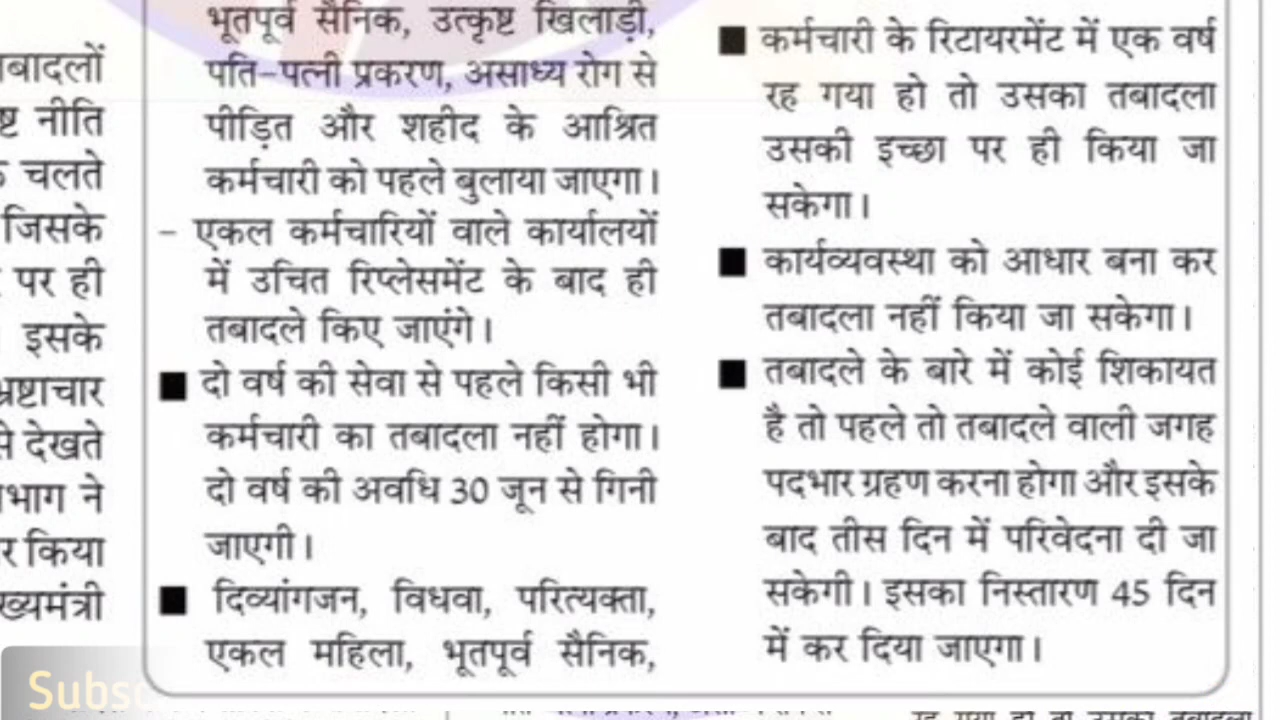 तबादलों
नीति
चलते
जिसके
पर ही
इसके
भ्रष्टाचार
से देखते
ने
किया
भूतपूर्व सैनिक, उत्कृष्ट खिलाड़ी,
पति-पत्नी प्रकरण, असाध्य रोग से
पीड़ित और शहीद के आश्रित
कर्मचारी को पहले बुलाया जाएगा।
- एकल कर्मचारियों वाले कार्यालयों
में उचित रिप्लेसमेंट के बाद ही
तबादले किए जाएंगे।
■ दो वर्ष की सेवा से पहले किसी भी
कर्मचारी का तबादला नहीं होगा।
दो वर्ष की अवधि 30 जून से गिनी
जाएगी।
■ दिव्यांगजन, विधवा, परित्यक्ता,
एकल महिला, भूतपूर्व सैनिक,
■ कर्मचारी के रिटायरमेंट में एक वर्ष
रह गया हो तो उसका तबादला
उसकी इच्छा पर ही किया जा
सकेगा।
■ कार्यव्यवस्था को आधार बना कर
तबादला नहीं किया जा सकेगा।
■ तबादले के बारे में कोई शिकायत
है तो पहले तो तबादले वाली जगह
पदभार ग्रहण करना होगा और इसके
बाद तीस दिन में परिवेदना दी जा
सकेगी। इसका निस्तारण 45 दिन
में कर दिया जाएगा।
Subsc